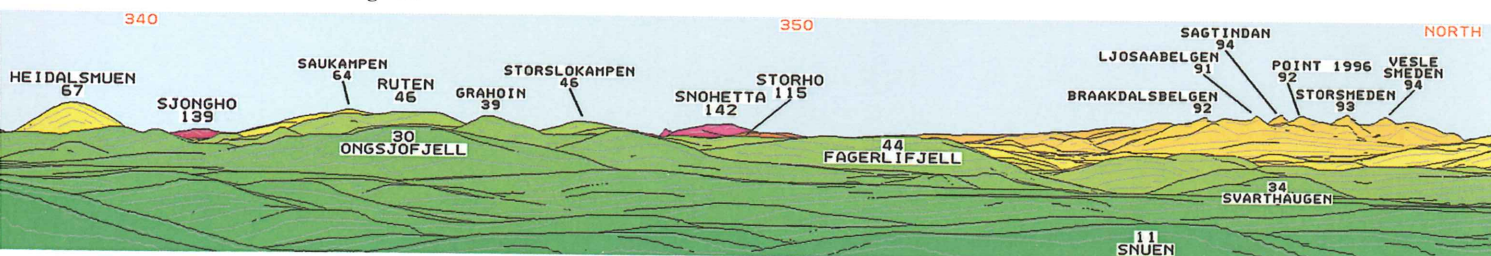 340
350
NORTH
HEIDALSMUEN
67
SJONGHO
139
SAUKAMPEN
64
RUTEN
46
GRAHOIN
39
STORSLOKAMPEN
46
SNOHETTA
142
STORHO
115
SAGTINDAN
94
LJOSAABELGEN
91
BRAAKDALSBELGEN
92
POINT 1996
92
STORSMEDEN
93
VESLE
SMEDEN
94
30
ONGSJOFJELL
44
FAGERLIFJELL
34
SVARTHAUGEN
11
SNUEN